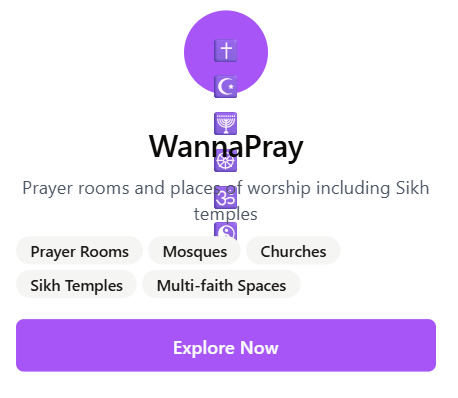 ✝️
☪️
🕎
WannaPray
☸️
Prayer rooms and places of worship including Sikh
🕉️
temples
☯️
Prayer Rooms
Mosques
Churches
Sikh Temples
Multi-faith Spaces
Explore Now